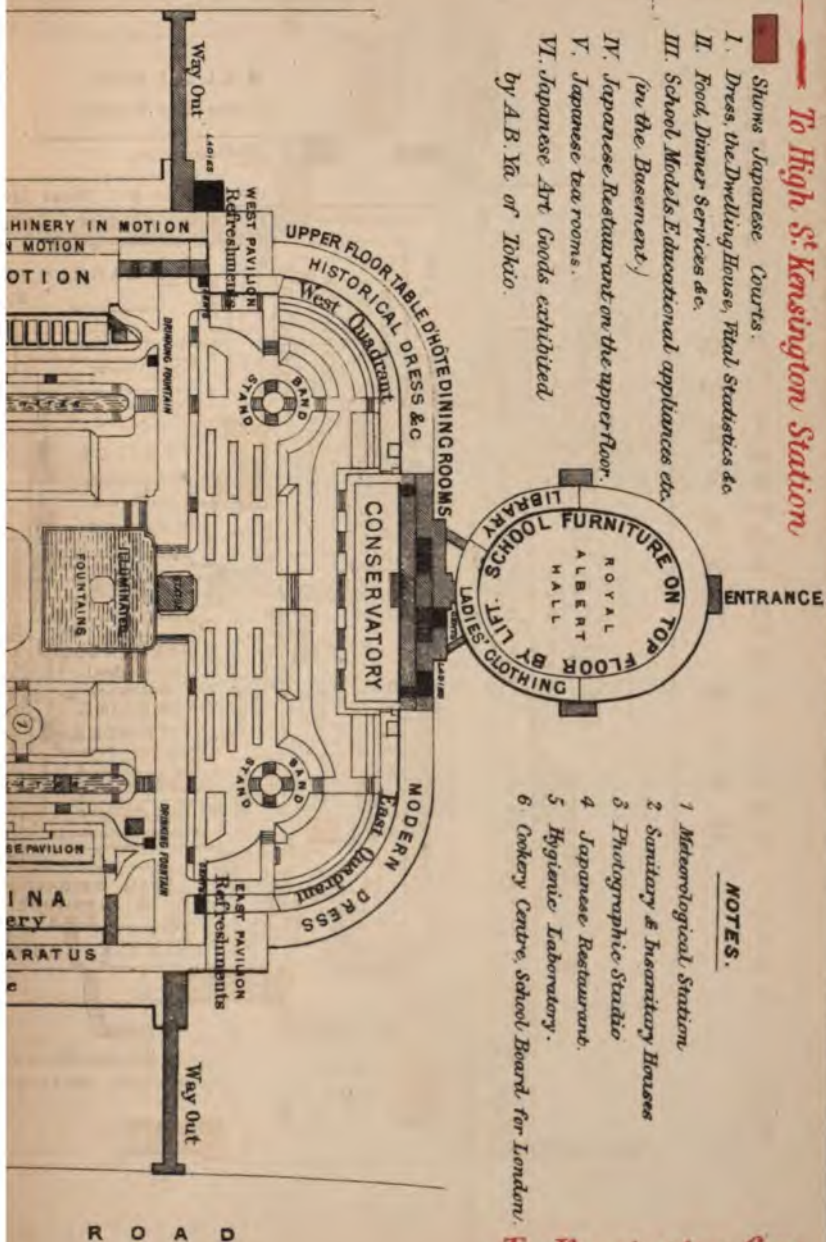 To High St. Kensington Station
Shows Japanese Courts.
I. Dress, the Dwelling House, Vital Statistics &c.
II. Food, Dinner Services &c.
III. School Models Educational appliances etc.
(in the Basement)
IV. Japanese Restaurant on the upper floor.
V. Japanese tea rooms.
VI. Japanese Art Goods exhibited
by A.B. Ya of Tokio.
NOTES.
1 Meteorological Station
2 Sanitary & Insanitary Houses
3 Photographic Studio
4 Japanese Restaurant.
5 Hygienic Laboratory.
6 Cookery Centre, School Board for London.
ENTRANCE
ROYAL
ALBERT
HALL
SCHOOL FURNITURE ON TOP FLOOR BY LIFT.
LIBRARY
LADIES' CLOTHING
LADIES
CONSERVATORY
UPPER FLOOR TABLE D'HÔTE DINING ROOMS
HISTORICAL DRESS &C
West Quadrant
BAND
STAND
WEST PAVILION
Refreshments
LADIES
Way Out
HINERY IN MOTION
N MOTION
OTION
DRINKING FOUNTAIN
ILLUMINATED
FOUNTAINS
MODERN DRESS
East Quadrant
BAND
STAND
EAST PAVILION
Refreshments
DRINKING FOUNTAIN
SE PAVILION
INA
ery
ARATUS
e
Way Out
ROAD